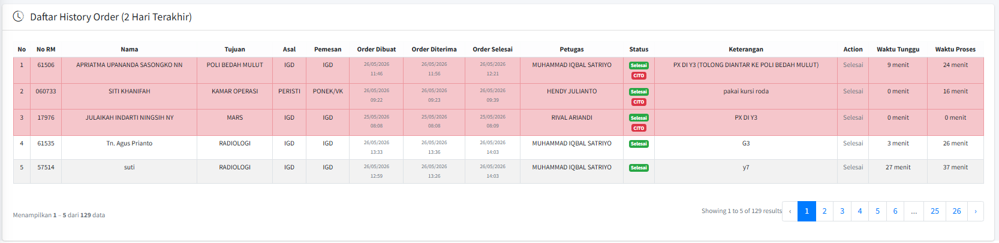 Daftar History Order (2 Hari Terakhir)
No No RM Nama Tujuan Asal Pemesan Order Dibuat Order Diterima Order Selesai Petugas Status Keterangan Action Waktu Tunggu Waktu Proses
1 61506 APRIATMA UPANANDA SASONGKO NN POLI BEDAH MULUT IGD IGD 26/05/2026 26/05/2026 26/05/2026 MUHAMMAD IQBAL SATRIYO Selesai PX DI Y3 (TOLONG DIANTAR KE POLI BEDAH MULUT) Selesai 9 menit 24 menit
11:46 11:56 12:21 CITO
2 060733 SITI KHANIFAH KAMAR OPERASI PERISTI PONEK/VK 26/05/2026 26/05/2026 26/05/2026 HENDY JULIANTO Selesai pakai kursi roda Selesai 0 menit 16 menit
09:22 09:23 09:39 CITO
3 17976 JULAIKAH INDARTI NINGSIH NY MARS IGD IGD 25/05/2026 25/05/2026 25/05/2026 RIVAL ARIANDI Selesai PX DI Y3 Selesai 0 menit 0 menit
08:08 08:08 08:09 CITO
4 61535 Tn. Agus Prianto RADIOLOGI IGD IGD 26/05/2026 26/05/2026 26/05/2026 MUHAMMAD IQBAL SATRIYO Selesai G3 Selesai 3 menit 26 menit
13:33 13:36 14:03
5 57514 suti RADIOLOGI IGD IGD 26/05/2026 26/05/2026 26/05/2026 MUHAMMAD IQBAL SATRIYO Selesai y7 Selesai 27 menit 37 menit
12:59 13:26 14:03
Menampilkan 1 – 5 dari 129 data
Showing 1 to 5 of 129 results ‹ 1 2 3 4 5 6 ... 25 26 ›